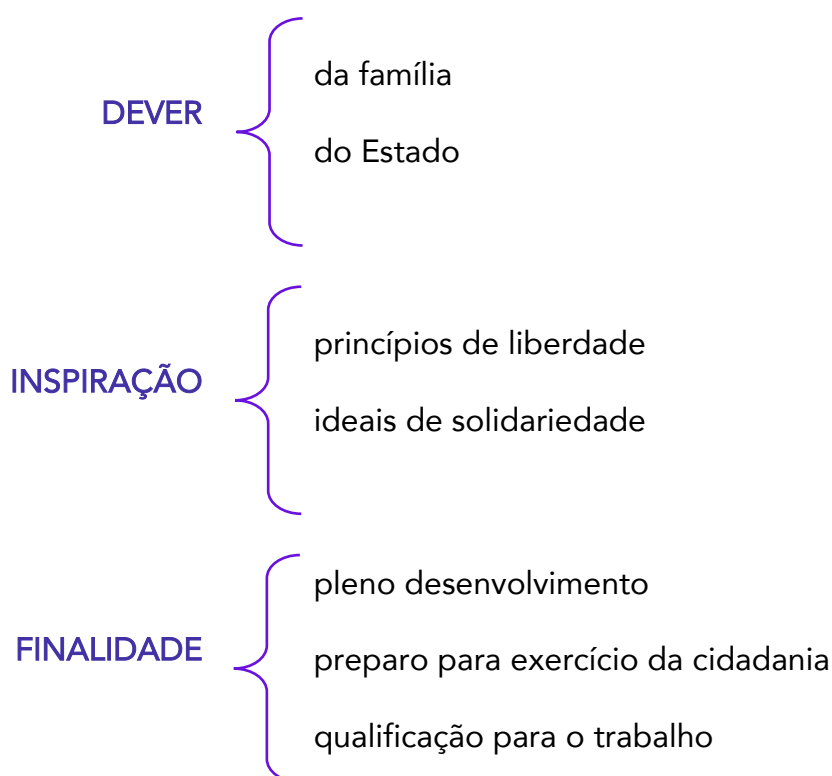 DEVER
da família
do Estado
INSPIRAÇÃO
princípios de liberdade
ideais de solidariedade
FINALIDADE
pleno desenvolvimento
preparo para exercício da cidadania
qualificação para o trabalho